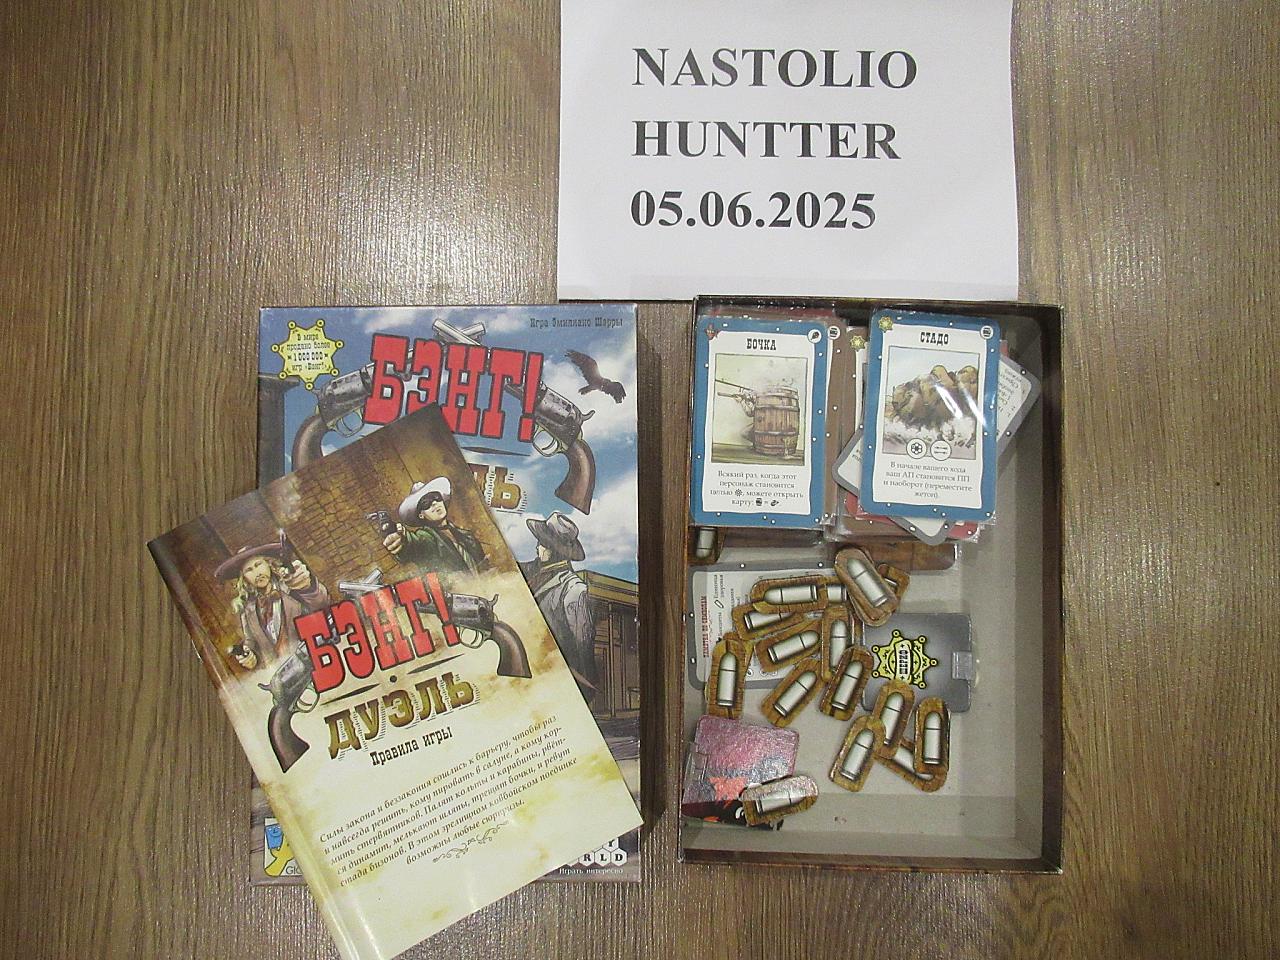 NASTOLIO
HUNTTER
05.06.2025
Игра Эмилиано Шарры
В мире
продано более
1 000 000
игр «Бэнг!»
БЭНГ!
БЭНГ!
ДУЭЛЬ
Правила игры
Силы закона и беззакония сошлись к барьеру, чтобы раз
и навсегда решить, кому пировать в салуне, а кому кор-
мить стервятников. Палят кольты и карабины, рвёт-
ся динамит, мелькают шляпы, трещат бочки, и ревут
стада бизонов. В этом зрелищном ковбойском поединке
возможны любые сюрпризы.
Играть интересно
БОЧКА
Всякий раз, когда этот
персонаж становится
целью
, можете открыть
карту:
СТАДО
В начале вашего хода
ваш АП становится ПП
и наоборот (переместите
жетон).
ШЕРИФ